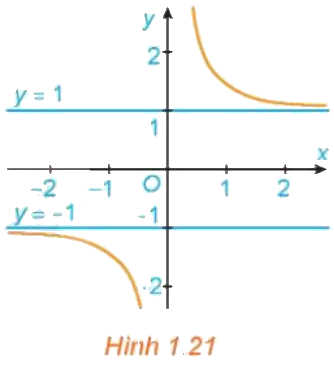 y
2
y = 1
1
x
-2 -1 O 1 2
y = -1 -1
-2
Hình 1.21